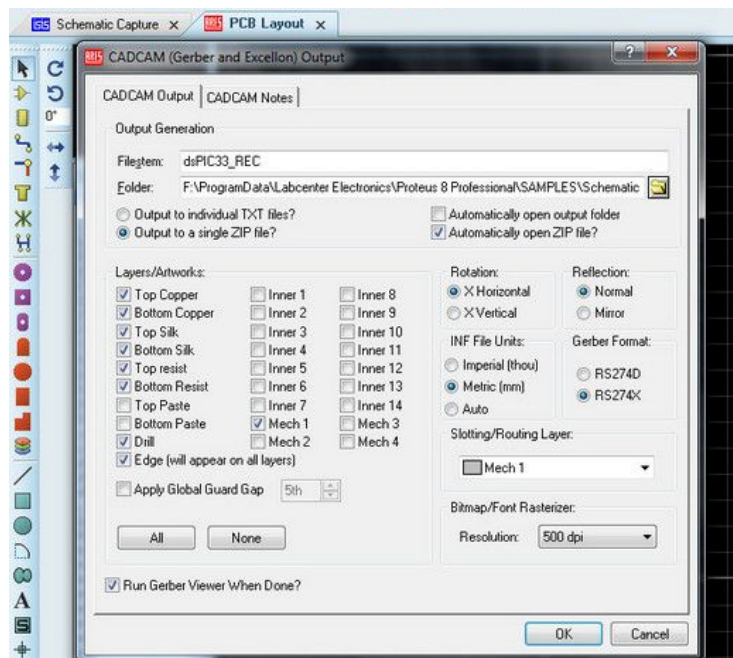 ISIS Schematic Capture x ARES PCB Layout x
ARES CADCAM (Gerber and Excellon) Output
0°
CADCAM Output CADCAM Notes
Output Generation
Filestem: dsPIC33_REC
Folder: F:\ProgramData\Labcenter Electronics\Proteus 8 Professional\SAMPLES\Schematic
Output to individual TXT files? Automatically open output folder
Output to a single ZIP file? Automatically open ZIP file?
Layers/Artworks: Rotation: Reflection:
Top Copper Inner 1 Inner 8 X Horizontal Normal
Bottom Copper Inner 2 Inner 9 X Vertical Mirror
Top Silk Inner 3 Inner 10
Bottom Silk Inner 4 Inner 11 INF File Units: Gerber Format:
Top resist Inner 5 Inner 12 Imperial (thou) RS274D
Bottom Resist Inner 6 Inner 13 Metric (mm) RS274X
Top Paste Inner 7 Inner 14 Auto
Bottom Paste Mech 1 Mech 3
Drill Mech 2 Mech 4 Slotting/Routing Layer:
Edge (will appear on all layers) Mech 1
Apply Global Guard Gap 5th
Bitmap/Font Rasterizer:
All None Resolution: 500 dpi
Run Gerber Viewer When Done?
A
S
OK Cancel